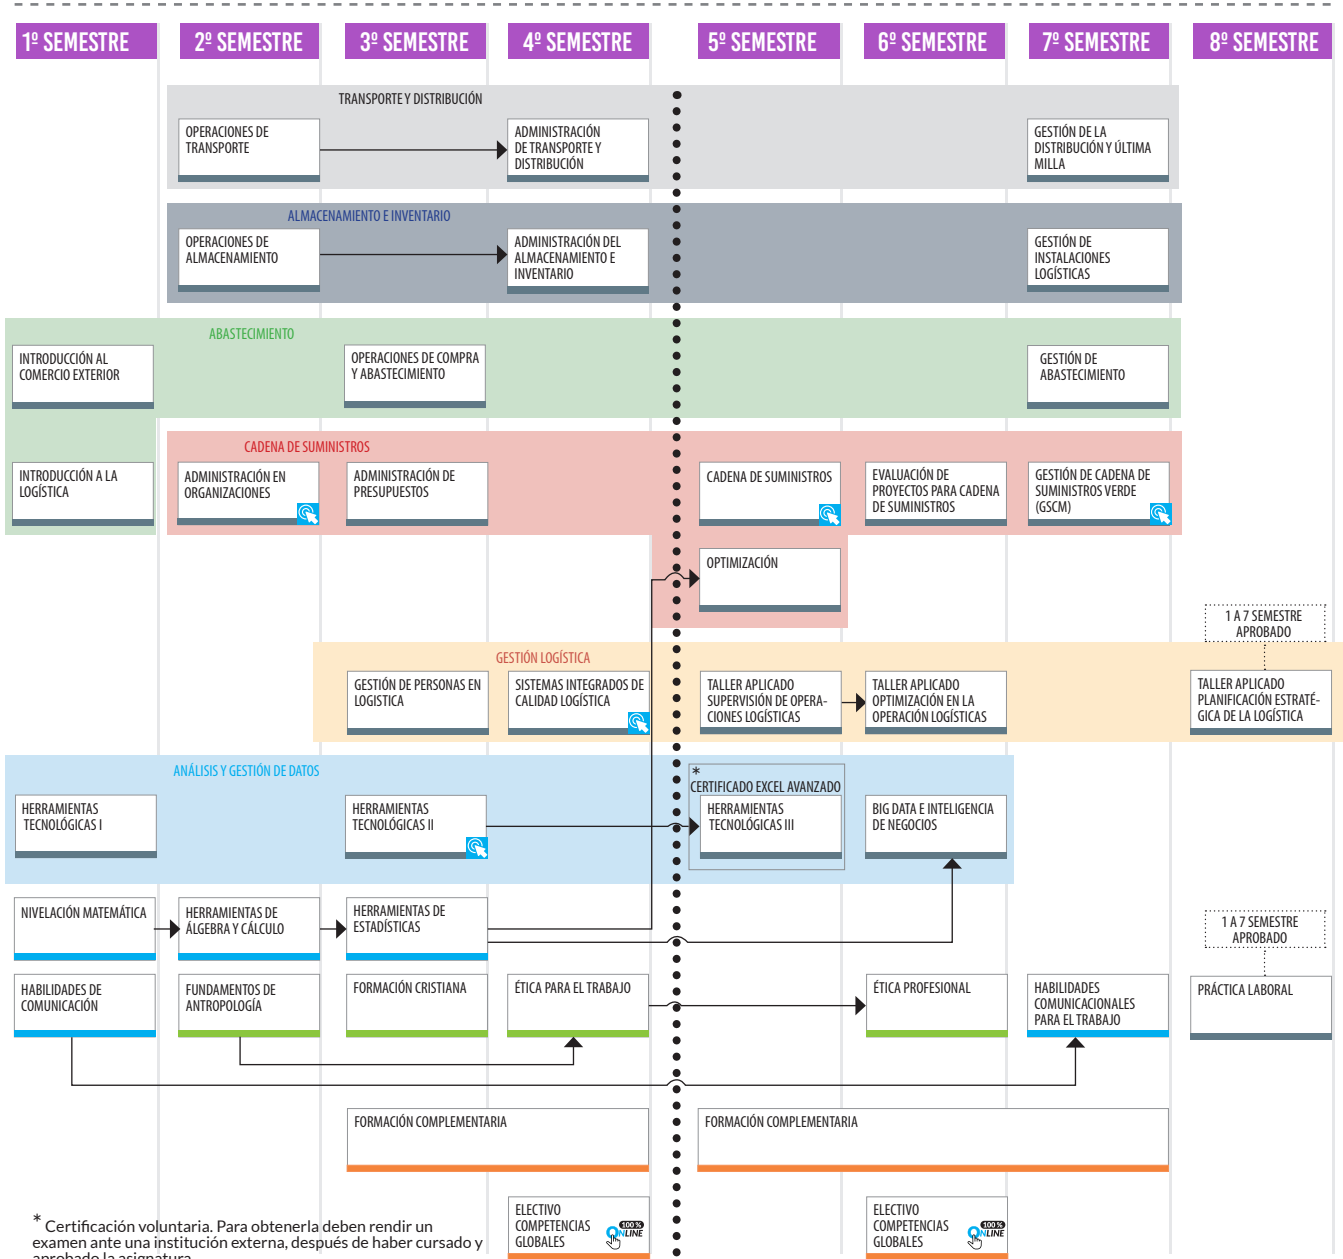 1º SEMESTRE
2º SEMESTRE
3º SEMESTRE
4º SEMESTRE
5º SEMESTRE
6º SEMESTRE
7º SEMESTRE
8º SEMESTRE
TRANSPORTE Y DISTRIBUCIÓN
OPERACIONES DE
TRANSPORTE
ADMINISTRACIÓN
DE TRANSPORTE Y
DISTRIBUCIÓN
GESTIÓN DE LA
DISTRIBUCIÓN Y ÚLTIMA
MILLA
ALMACENAMIENTO E INVENTARIO
OPERACIONES DE
ALMACENAMIENTO
ADMINISTRACIÓN DEL
ALMACENAMIENTO E
INVENTARIO
GESTIÓN DE
INSTALACIONES
LOGÍSTICAS
ABASTECIMIENTO
INTRODUCCIÓN AL
COMERCIO EXTERIOR
OPERACIONES DE COMPRA
Y ABASTECIMIENTO
GESTIÓN DE
ABASTECIMIENTO
CADENA DE SUMINISTROS
INTRODUCCIÓN A LA
LOGÍSTICA
ADMINISTRACIÓN EN
ORGANIZACIONES
ADMINISTRACIÓN DE
PRESUPUESTOS
CADENA DE SUMINISTROS
EVALUACIÓN DE
PROYECTOS PARA CADENA
DE SUMINISTROS
GESTIÓN DE CADENA DE
SUMINISTROS VERDE
(GSCM)
OPTIMIZACIÓN
1 A 7 SEMESTRE
APROBADO
GESTIÓN LOGÍSTICA
GESTIÓN DE PERSONAS EN
LOGISTICA
SISTEMAS INTEGRADOS DE
CALIDAD LOGÍSTICA
TALLER APLICADO
SUPERVISIÓN DE OPERA-
CIONES LOGÍSTICAS
TALLER APLICADO
OPTIMIZACIÓN EN LA
OPERACIÓN LOGÍSTICAS
TALLER APLICADO
PLANIFICACIÓN ESTRATÉ-
GICA DE LA LOGÍSTICA
ANÁLISIS Y GESTIÓN DE DATOS
*
CERTIFICADO EXCEL AVANZADO
HERRAMIENTAS
TECNOLÓGICAS I
HERRAMIENTAS
TECNOLÓGICAS II
HERRAMIENTAS
TECNOLÓGICAS III
BIG DATA E INTELIGENCIA
DE NEGOCIOS
NIVELACIÓN MATEMÁTICA
HERRAMIENTAS DE
ÁLGEBRA Y CÁLCULO
HERRAMIENTAS DE
ESTADÍSTICAS
1 A 7 SEMESTRE
APROBADO
HABILIDADES DE
COMUNICACIÓN
FUNDAMENTOS DE
ANTROPOLOGÍA
FORMACIÓN CRISTIANA
ÉTICA PARA EL TRABAJO
ÉTICA PROFESIONAL
HABILIDADES
COMUNICACIONALES
PARA EL TRABAJO
PRÁCTICA LABORAL
FORMACIÓN COMPLEMENTARIA
FORMACIÓN COMPLEMENTARIA
ELECTIVO
COMPETENCIAS
GLOBALES
100%
ONLINE
ELECTIVO
COMPETENCIAS
GLOBALES
100%
ONLINE
* Certificación voluntaria. Para obtenerla deben rendir un
examen ante una institución externa, después de haber cursado y
aprobado la asignatura